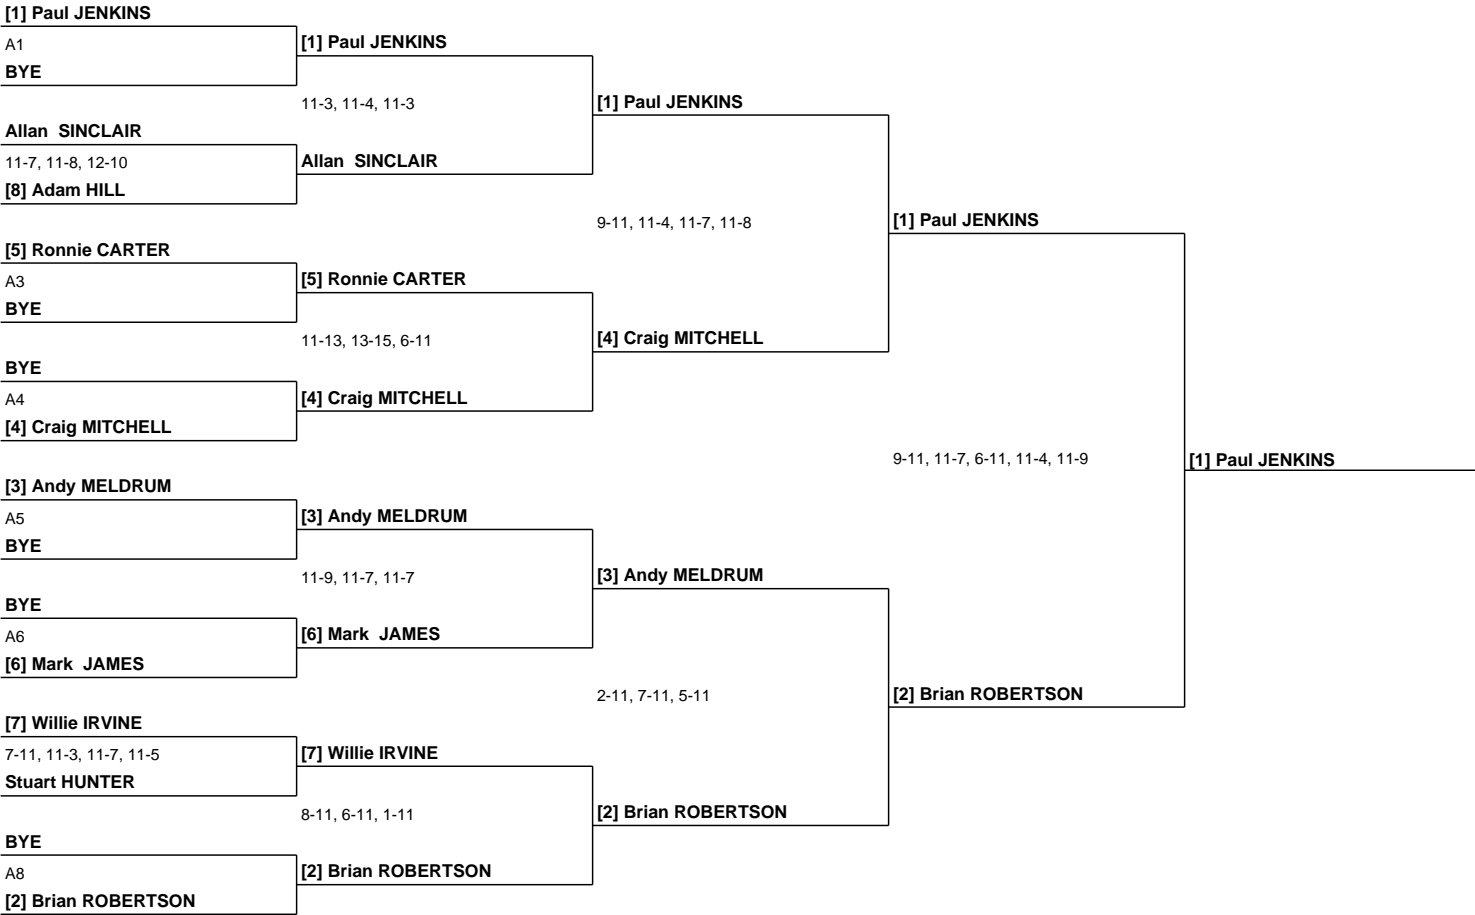 [1] Paul JENKINS
A1
[1] Paul JENKINS
BYE
11-3, 11-4, 11-3
[1] Paul JENKINS
Allan  SINCLAIR
11-7, 11-8, 12-10
Allan  SINCLAIR
[8] Adam HILL
9-11, 11-4, 11-7, 11-8
[1] Paul JENKINS
[5] Ronnie CARTER
A3
[5] Ronnie CARTER
BYE
11-13, 13-15, 6-11
[4] Craig MITCHELL
BYE
A4
[4] Craig MITCHELL
[4] Craig MITCHELL
9-11, 11-7, 6-11, 11-4, 11-9
[1] Paul JENKINS
[3] Andy MELDRUM
A5
[3] Andy MELDRUM
BYE
11-9, 11-7, 11-7
[3] Andy MELDRUM
BYE
A6
[6] Mark  JAMES
[6] Mark  JAMES
2-11, 7-11, 5-11
[2] Brian ROBERTSON
[7] Willie IRVINE
7-11, 11-3, 11-7, 11-5
[7] Willie IRVINE
Stuart HUNTER
8-11, 6-11, 1-11
[2] Brian ROBERTSON
BYE
A8
[2] Brian ROBERTSON
[2] Brian ROBERTSON